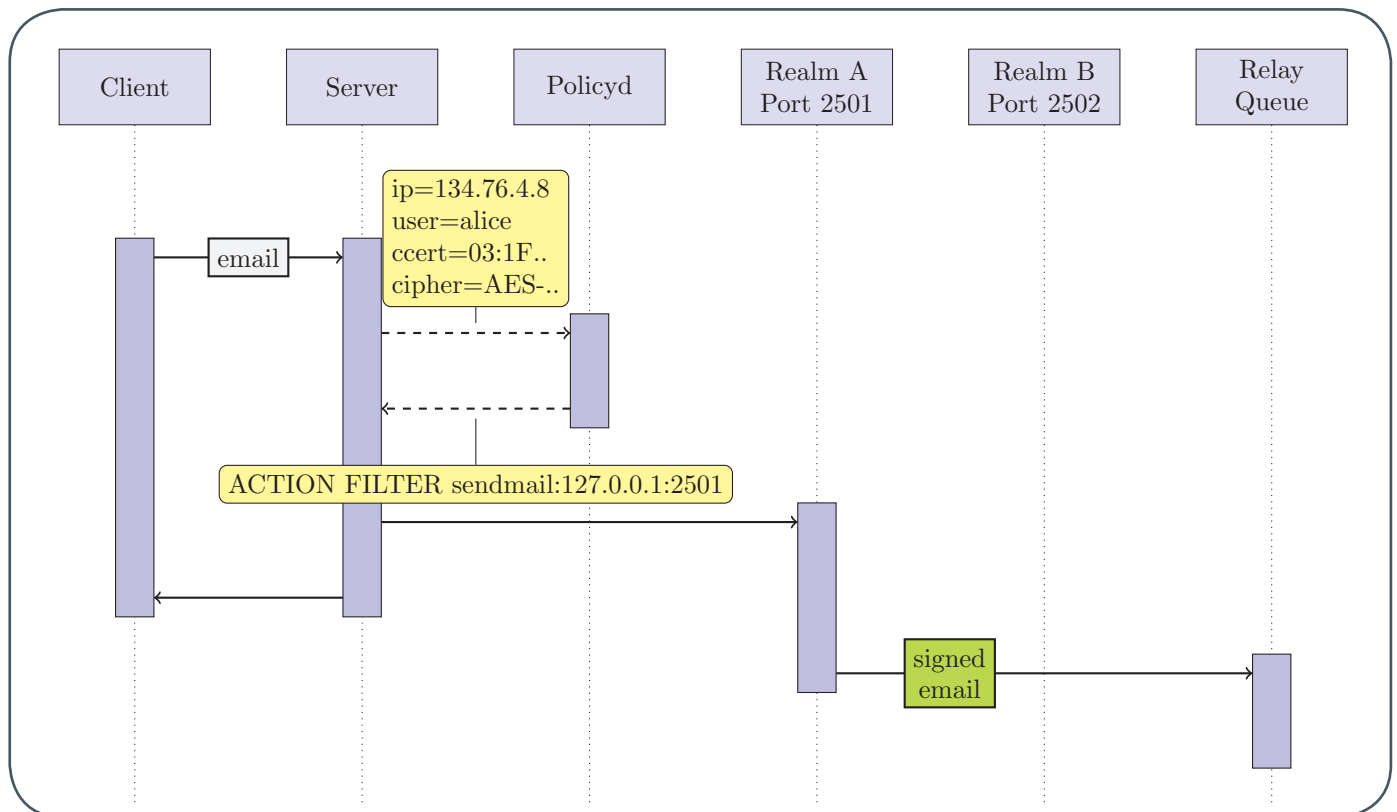 Client
Server
Policyd
Realm A
Port 2501
Realm B
Port 2502
Relay
Queue
ip=134.76.4.8
user=alice
ccert=03:1F..
cipher=AES-..
email
ACTION FILTER sendmail:127.0.0.1:2501
signed
email